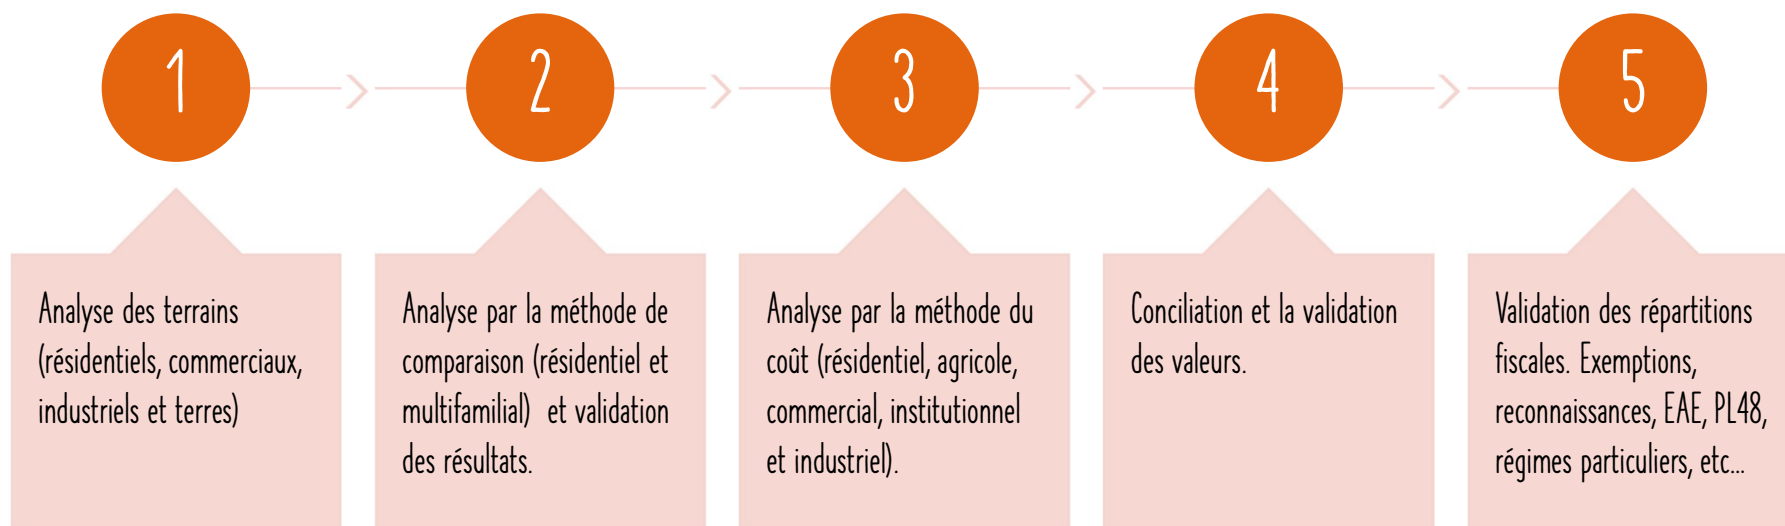 1
2
3
4
5
Analyse des terrains
(résidentiels, commerciaux,
industriels et terres)
Analyse par la méthode de
comparaison (résidentiel et
multifamilial)  et validation
des résultats.
Analyse par la méthode du
coût (résidentiel, agricole,
commercial, institutionnel
et industriel).
Conciliation et la validation
des valeurs.
Validation des répartitions
fiscales. Exemptions,
reconnaissances, EAE, PL48,
régimes particuliers, etc...